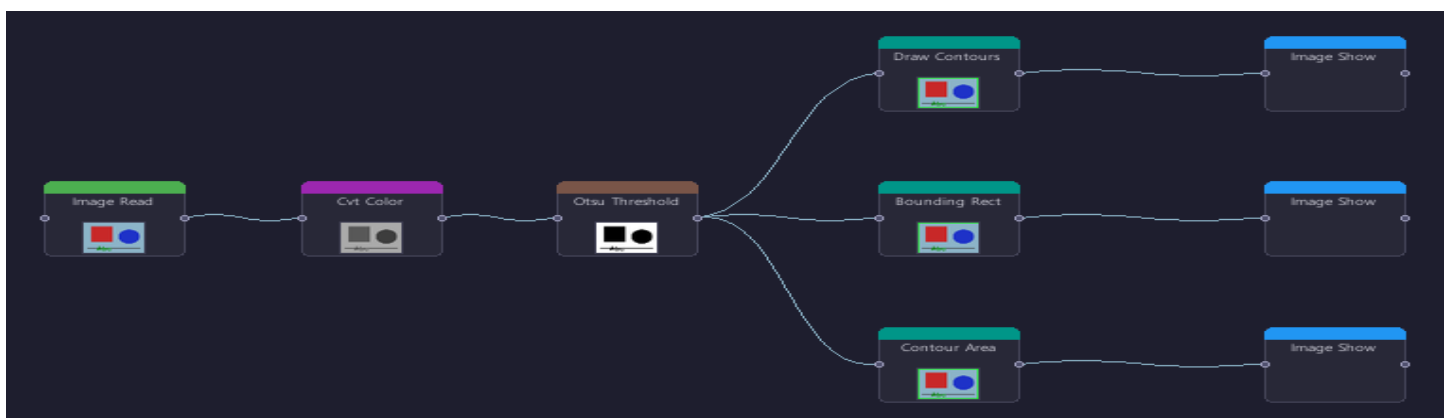 Draw Contours
Image Show
Image Read
Cvt Color
Otsu Threshold
Bounding Rect
Image Show
Contour Area
Image Show